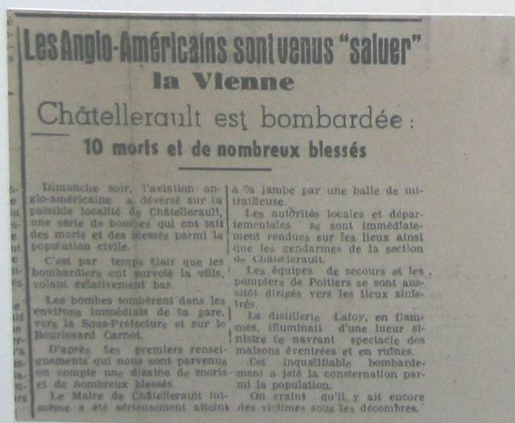 Les Anglo-Américains sont venus "saluer"
la Vienne
Châtellerault est bombardée :
10 morts et de nombreux blessés
Dimanche soir, l'aviation an-
glo-américaine a déversé sur la
paisible localité de Châtellerault,
une série de bombes qui ont fait
des morts et des blessés parmi la
population civile.
C'est par temps clair que les
bombardiers ont survolé la ville,
volant relativement bas.
Les bombes tombèrent dans les
environs immédiats de la gare,
vers la Sous-Préfecture et sur le
Boulevard Carnot.
D'après les premiers rensei-
gnements qui nous sont parvenus
on compte une dizaine de morts
et de nombreux blessés.
Le Maire de Châtellerault lui-
même a été sérieusement atteint
à la jambe par une balle de mi-
trailleuse.
Les autorités locales et dépar-
tementales se sont immédiate-
ment rendues sur les lieux ainsi
que les gendarmes de la section
de Châtellerault.
Les équipes de secours et les
pompiers de Poitiers se sont aus-
sitôt dirigés vers les lieux sinis-
trés.
La distillerie Lafoy, en flam-
mes, illuminait d'une lueur si-
nistre le navrant spectacle des
maisons éventrées et en ruines.
Cet inqualifiable bombarde-
ment a jeté la consternation par-
mi la population.
On craint qu'il y ait encore
des victimes sous les décombres.